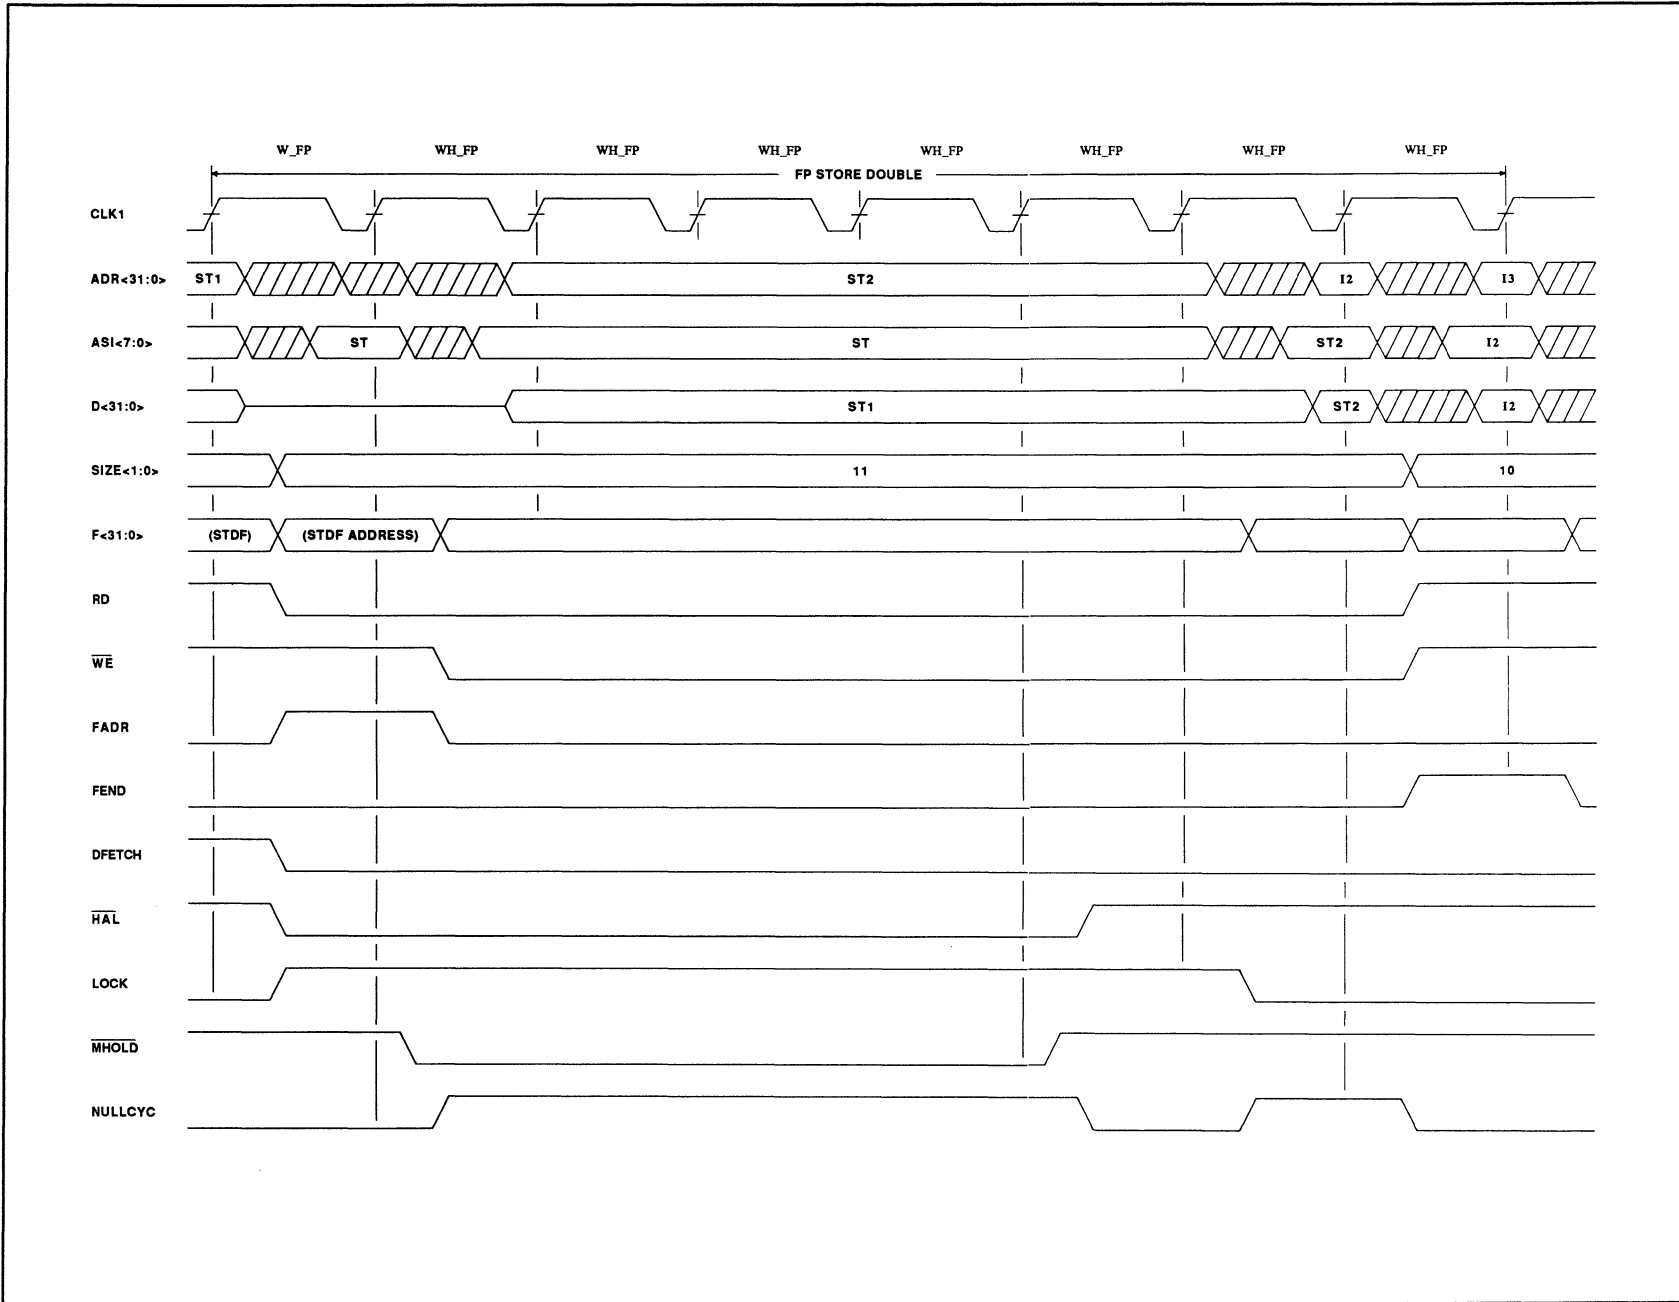 W_FP WH_FP WH_FP WH_FP WH_FP WH_FP WH_FP WH_FP
FP STORE DOUBLE
CLK1
ADR<31:0> ST1 ST2 I2 I3
ASI<7:0> ST ST ST2 I2
D<31:0> ST1 ST2 I2
SIZE<1:0> 11 10
F<31:0> (STDF) (STDF ADDRESS)
RD
WE
FADR
FEND
DFETCH
HAL
LOCK
MHOLD
NULLCYC